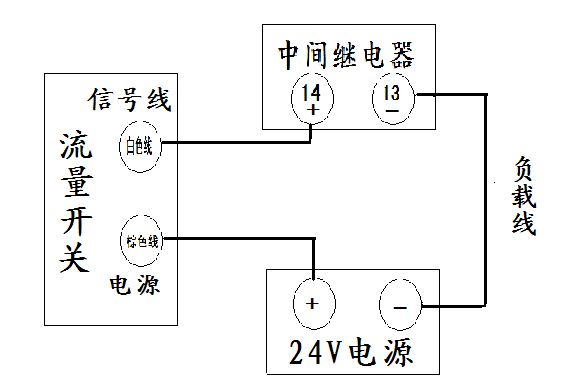 中间继电器
14
+
13
—
信号线
白色线
流量开关
棕色线
电源
负载线
+
—
24V电源